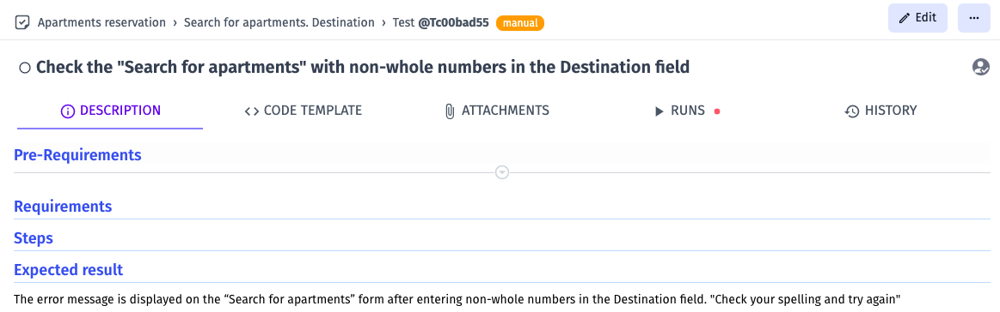 Apartments reservation › Search for apartments. Destination › Test @Tc00bad55 manual
Edit ...
Check the "Search for apartments" with non-whole numbers in the Destination field
DESCRIPTION <> CODE TEMPLATE ATTACHMENTS RUNS HISTORY
Pre-Requirements
Requirements
Steps
Expected result
The error message is displayed on the “Search for apartments” form after entering non-whole numbers in the Destination field. "Check your spelling and try again"